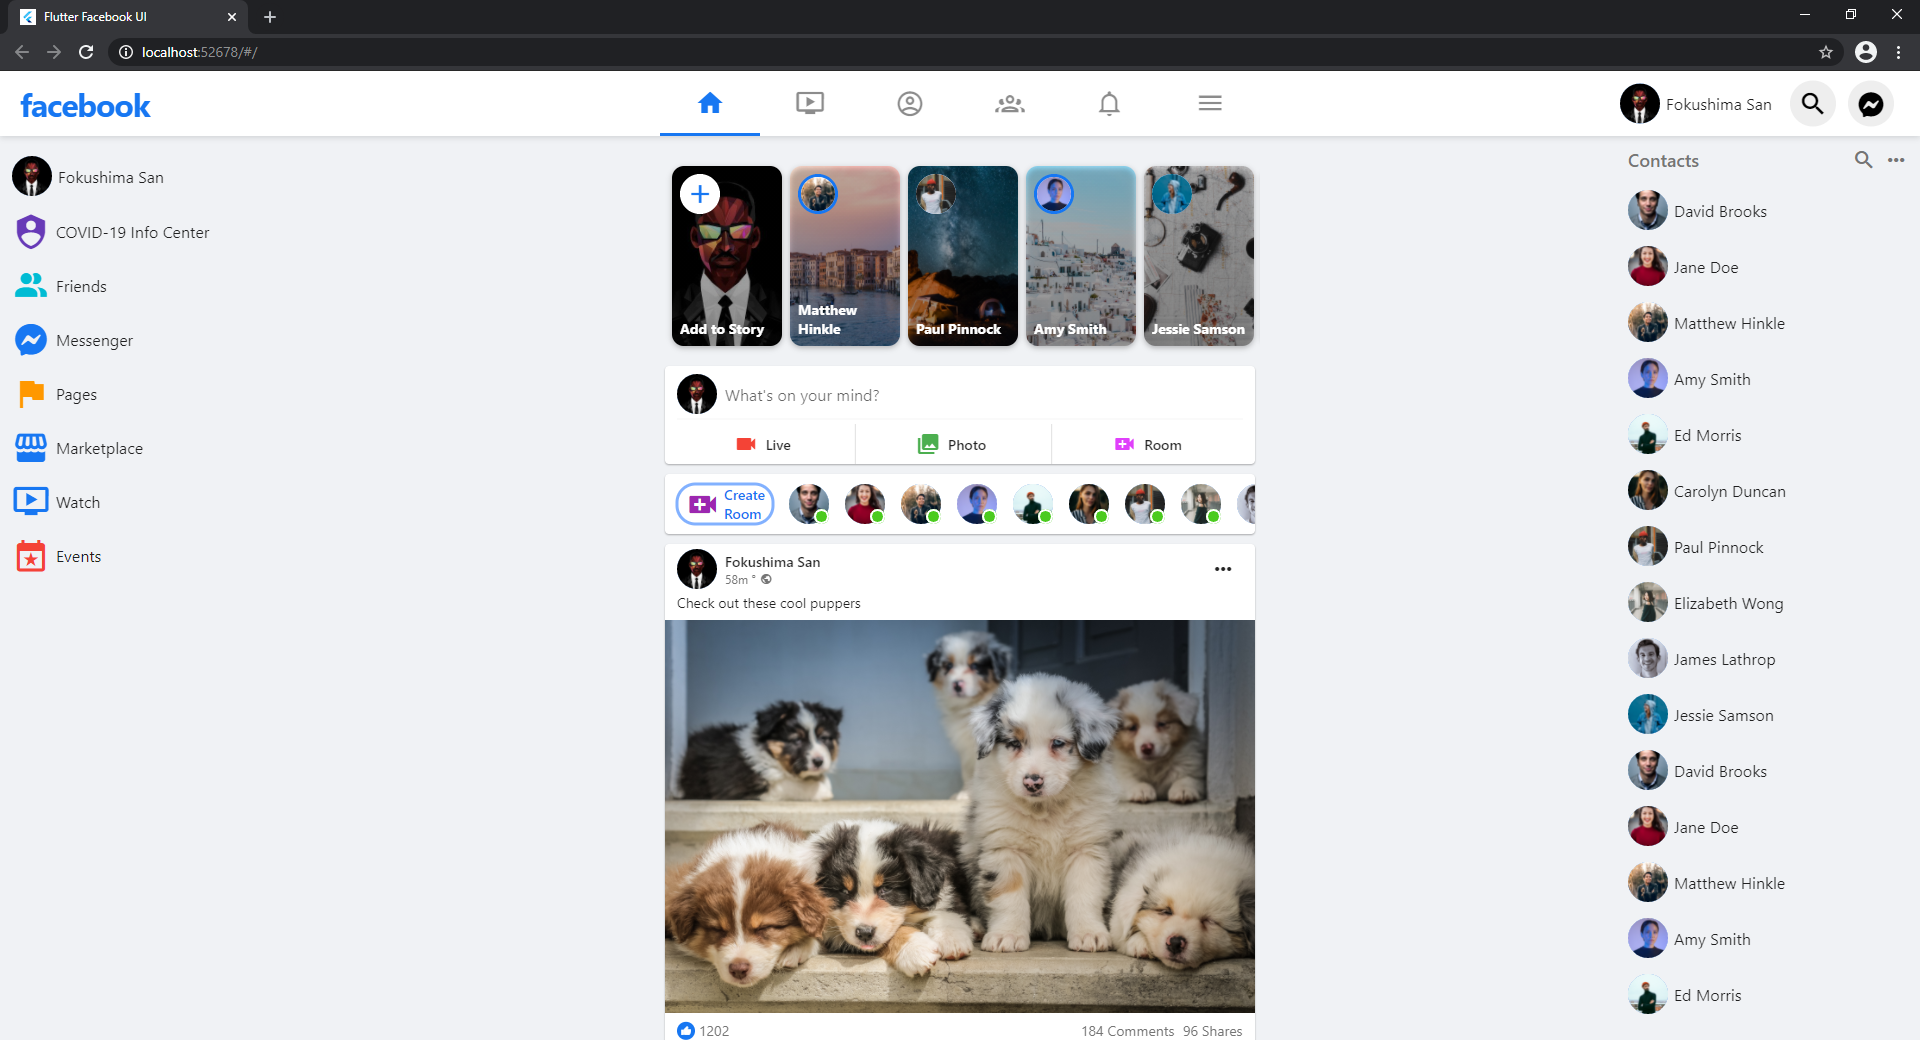 Flutter Facebook UI
localhost:52678/#/
facebook
Fokushima San
Fokushima San
COVID-19 Info Center
Friends
Messenger
Pages
Marketplace
Watch
Events
Add to Story
Matthew
Hinkle
Paul Pinnock
Amy Smith
Jessie Samson
What's on your mind?
Live
Photo
Room
Create
Room
Fokushima San
58m °
Check out these cool puppers
1202
184 Comments 96 Shares
Contacts
David Brooks
Jane Doe
Matthew Hinkle
Amy Smith
Ed Morris
Carolyn Duncan
Paul Pinnock
Elizabeth Wong
James Lathrop
Jessie Samson
David Brooks
Jane Doe
Matthew Hinkle
Amy Smith
Ed Morris